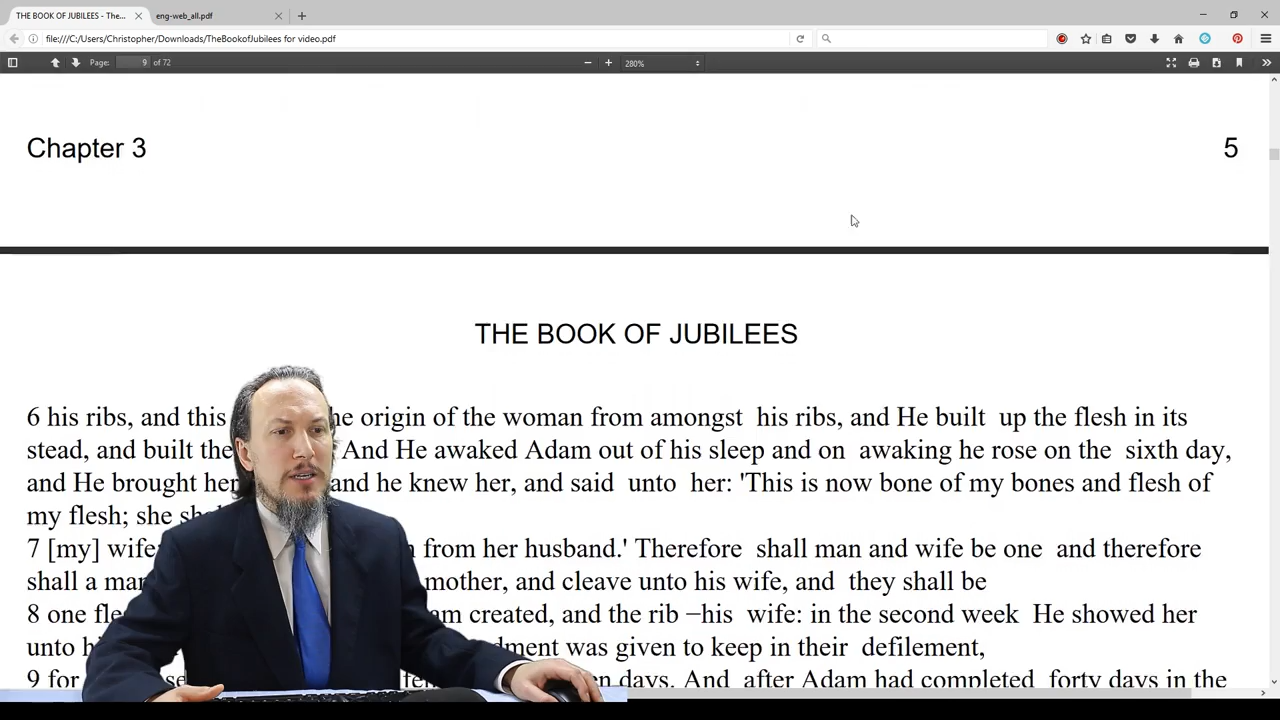 THE BOOK OF JUBILEES - The...
eng-web_all.pdf
file:///C:/Users/Christopher/Downloads/TheBookofJubilees for video.pdf
Page: 9 of 72
280%
Chapter 3 5
THE BOOK OF JUBILEES
6 his ribs, and this he origin of the woman from amongst his ribs, and He built up the flesh in its
stead, and built the And He awaked Adam out of his sleep and on awaking he rose on the sixth day,
and He brought her and he knew her, and said unto her: 'This is now bone of my bones and flesh of
my flesh; she
7 [my] wife; from her husband.' Therefore shall man and wife be one and therefore
shall a man mother, and cleave unto his wife, and they shall be
8 one created, and the rib −his wife: in the second week He showed her
unto was given to keep in their defilement,
9 for days. And after Adam had completed forty days in the